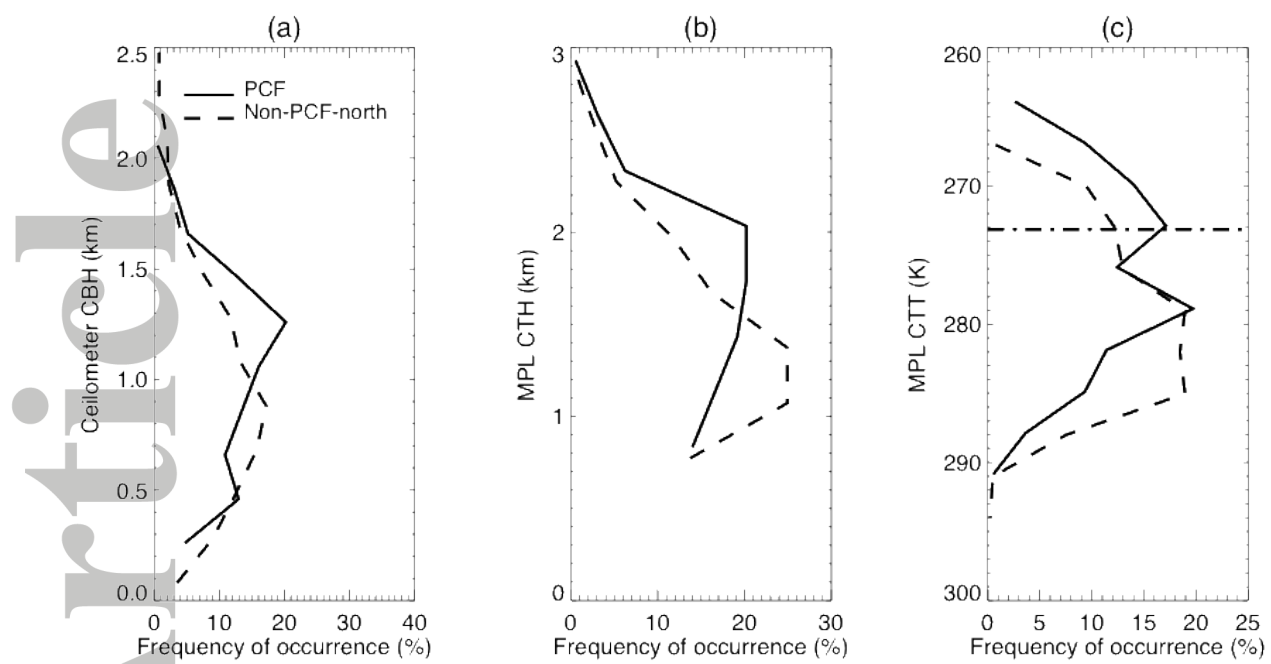 (a)
(b)
(c)
2.5
2.0
1.5
1.0
0.5
0.0
Ceilometer CBH (km)
PCF
Non-PCF-north
0 10 20 30 40
Frequency of occurrence (%)
3
2
1
0
MPL CTH (km)
0 10 20 30
Frequency of occurrence (%)
260
270
280
290
300
MPL CTT (K)
0 5 10 15 20 25
Frequency of occurrence (%)
rticle